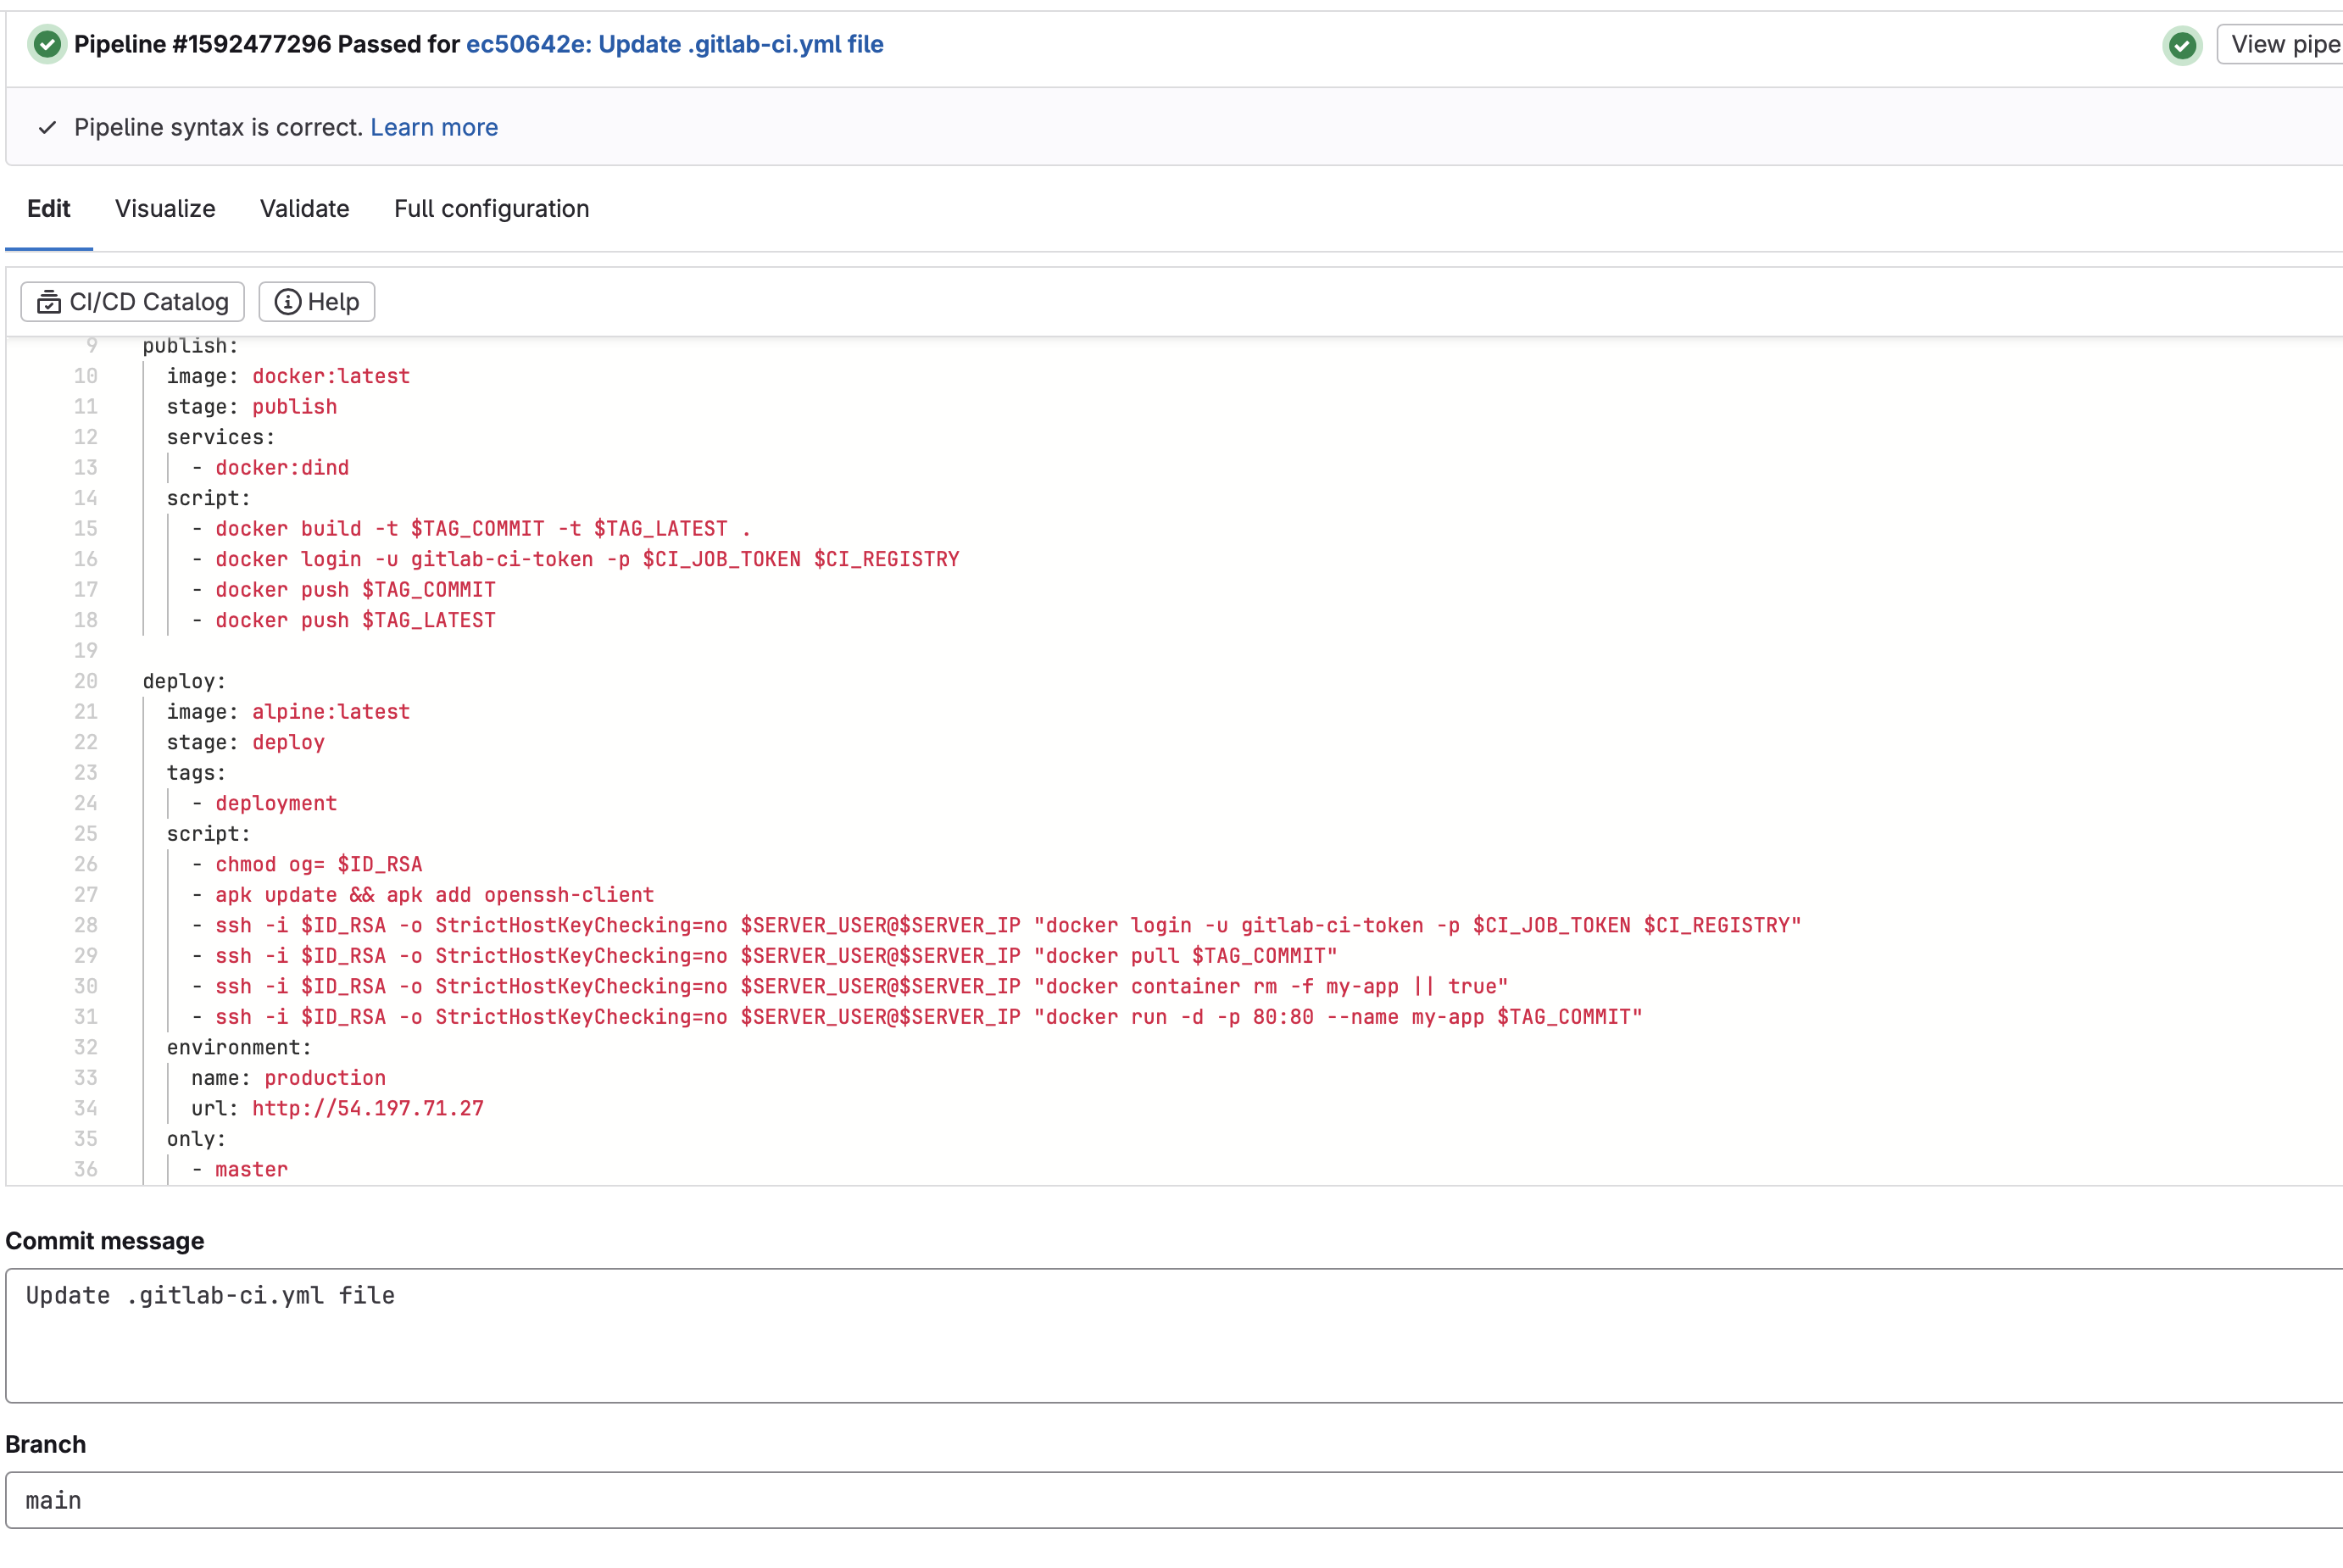 Pipeline #1592477296 Passed for ec50642e: Update .gitlab-ci.yml file
View pipe
Pipeline syntax is correct. Learn more
Edit Visualize Validate Full configuration
CI/CD Catalog Help
9 publish:
10 image: docker:latest
11 stage: publish
12 services:
13 - docker:dind
14 script:
15 - docker build -t $TAG_COMMIT -t $TAG_LATEST .
16 - docker login -u gitlab-ci-token -p $CI_JOB_TOKEN $CI_REGISTRY
17 - docker push $TAG_COMMIT
18 - docker push $TAG_LATEST
19
20 deploy:
21 image: alpine:latest
22 stage: deploy
23 tags:
24 - deployment
25 script:
26 - chmod og= $ID_RSA
27 - apk update && apk add openssh-client
28 - ssh -i $ID_RSA -o StrictHostKeyChecking=no $SERVER_USER@$SERVER_IP "docker login -u gitlab-ci-token -p $CI_JOB_TOKEN $CI_REGISTRY"
29 - ssh -i $ID_RSA -o StrictHostKeyChecking=no $SERVER_USER@$SERVER_IP "docker pull $TAG_COMMIT"
30 - ssh -i $ID_RSA -o StrictHostKeyChecking=no $SERVER_USER@$SERVER_IP "docker container rm -f my-app || true"
31 - ssh -i $ID_RSA -o StrictHostKeyChecking=no $SERVER_USER@$SERVER_IP "docker run -d -p 80:80 --name my-app $TAG_COMMIT"
32 environment:
33 name: production
34 url: http://54.197.71.27
35 only:
36 - master
Commit message
Update .gitlab-ci.yml file
Branch
main